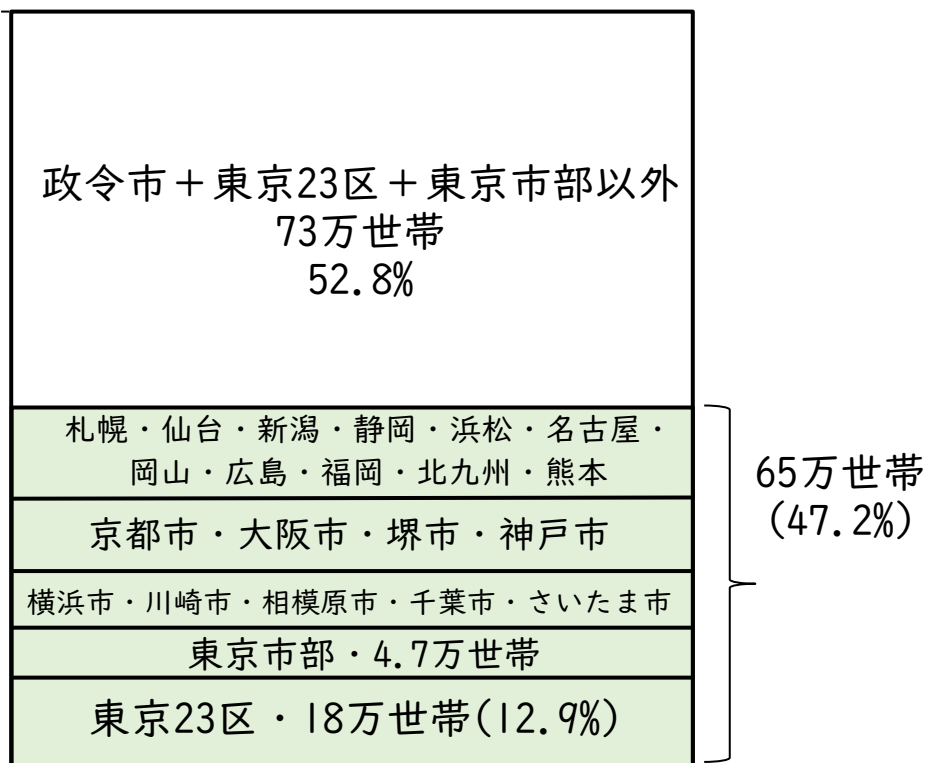 政令市＋東京23区＋東京市部以外
73万世帯
52.8%
札幌・仙台・新潟・静岡・浜松・名古屋・
岡山・広島・福岡・北九州・熊本
京都市・大阪市・堺市・神戸市
横浜市・川崎市・相模原市・千葉市・さいたま市
東京市部・4.7万世帯
東京23区・18万世帯(12.9%)
65万世帯
(47.2%)